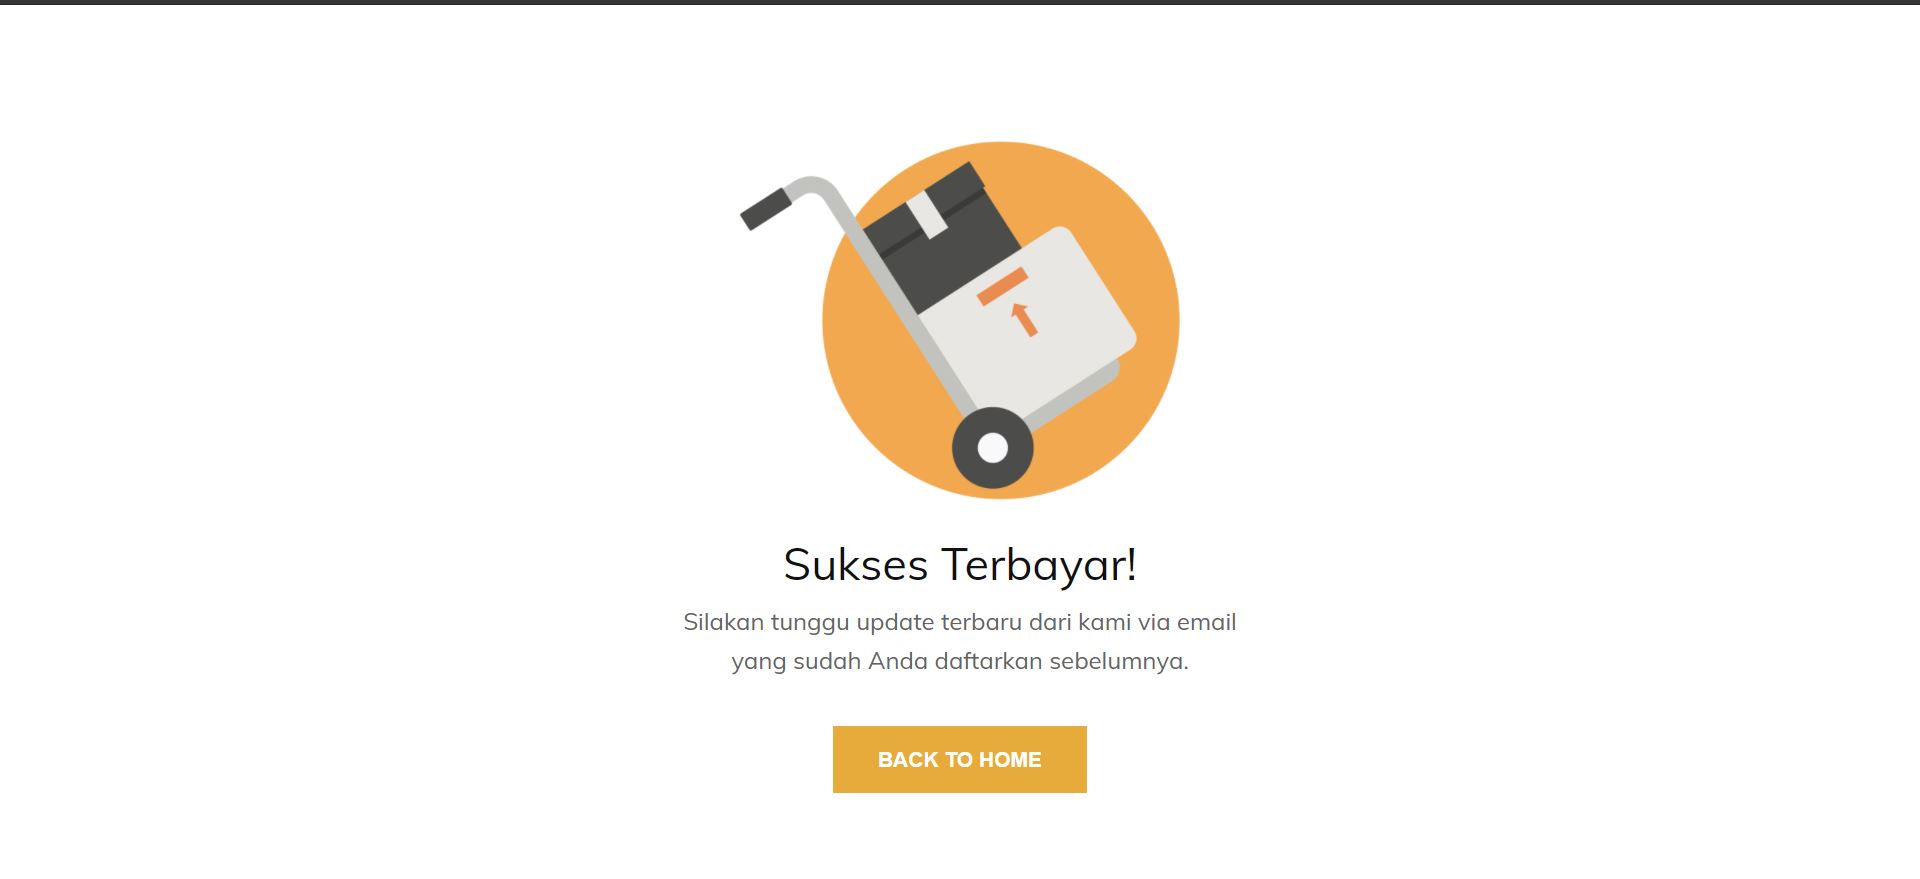 Sukses Terbayar!
Silakan tunggu update terbaru dari kami via email
yang sudah Anda daftarkan sebelumnya.
BACK TO HOME